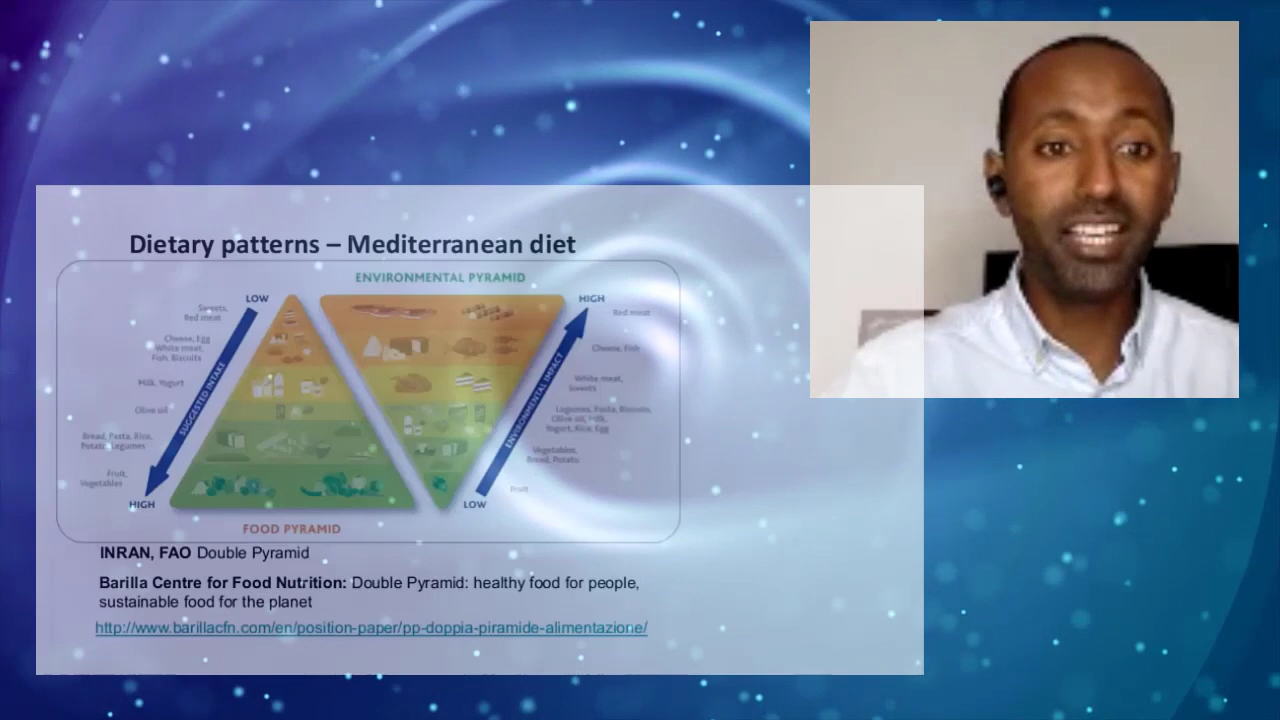 Dietary patterns – Mediterranean diet
ENVIRONMENTAL PYRAMID
LOW
HIGH
Sweets,
Red meat
Red meat
Cheese, Egg
White meat,
Fish, Biscuits
Cheese, Fish
Milk, Yogurt
White meat,
Sweets
SUGGESTED INTAKE
ENVIRONMENTAL IMPACT
Olive oil
Legumes, Pasta, Biscuits,
Olive oil, Milk,
Yogurt, Rice, Egg
Bread, Pasta, Rice,
Potato, Legumes
Vegetables,
Bread, Potato
Fruit,
Vegetables
Fruit
HIGH
LOW
FOOD PYRAMID
INRAN, FAO Double Pyramid
Barilla Centre for Food Nutrition: Double Pyramid: healthy food for people,
sustainable food for the planet
http://www.barillacfn.com/en/position-paper/pp-doppia-piramide-alimentazione/